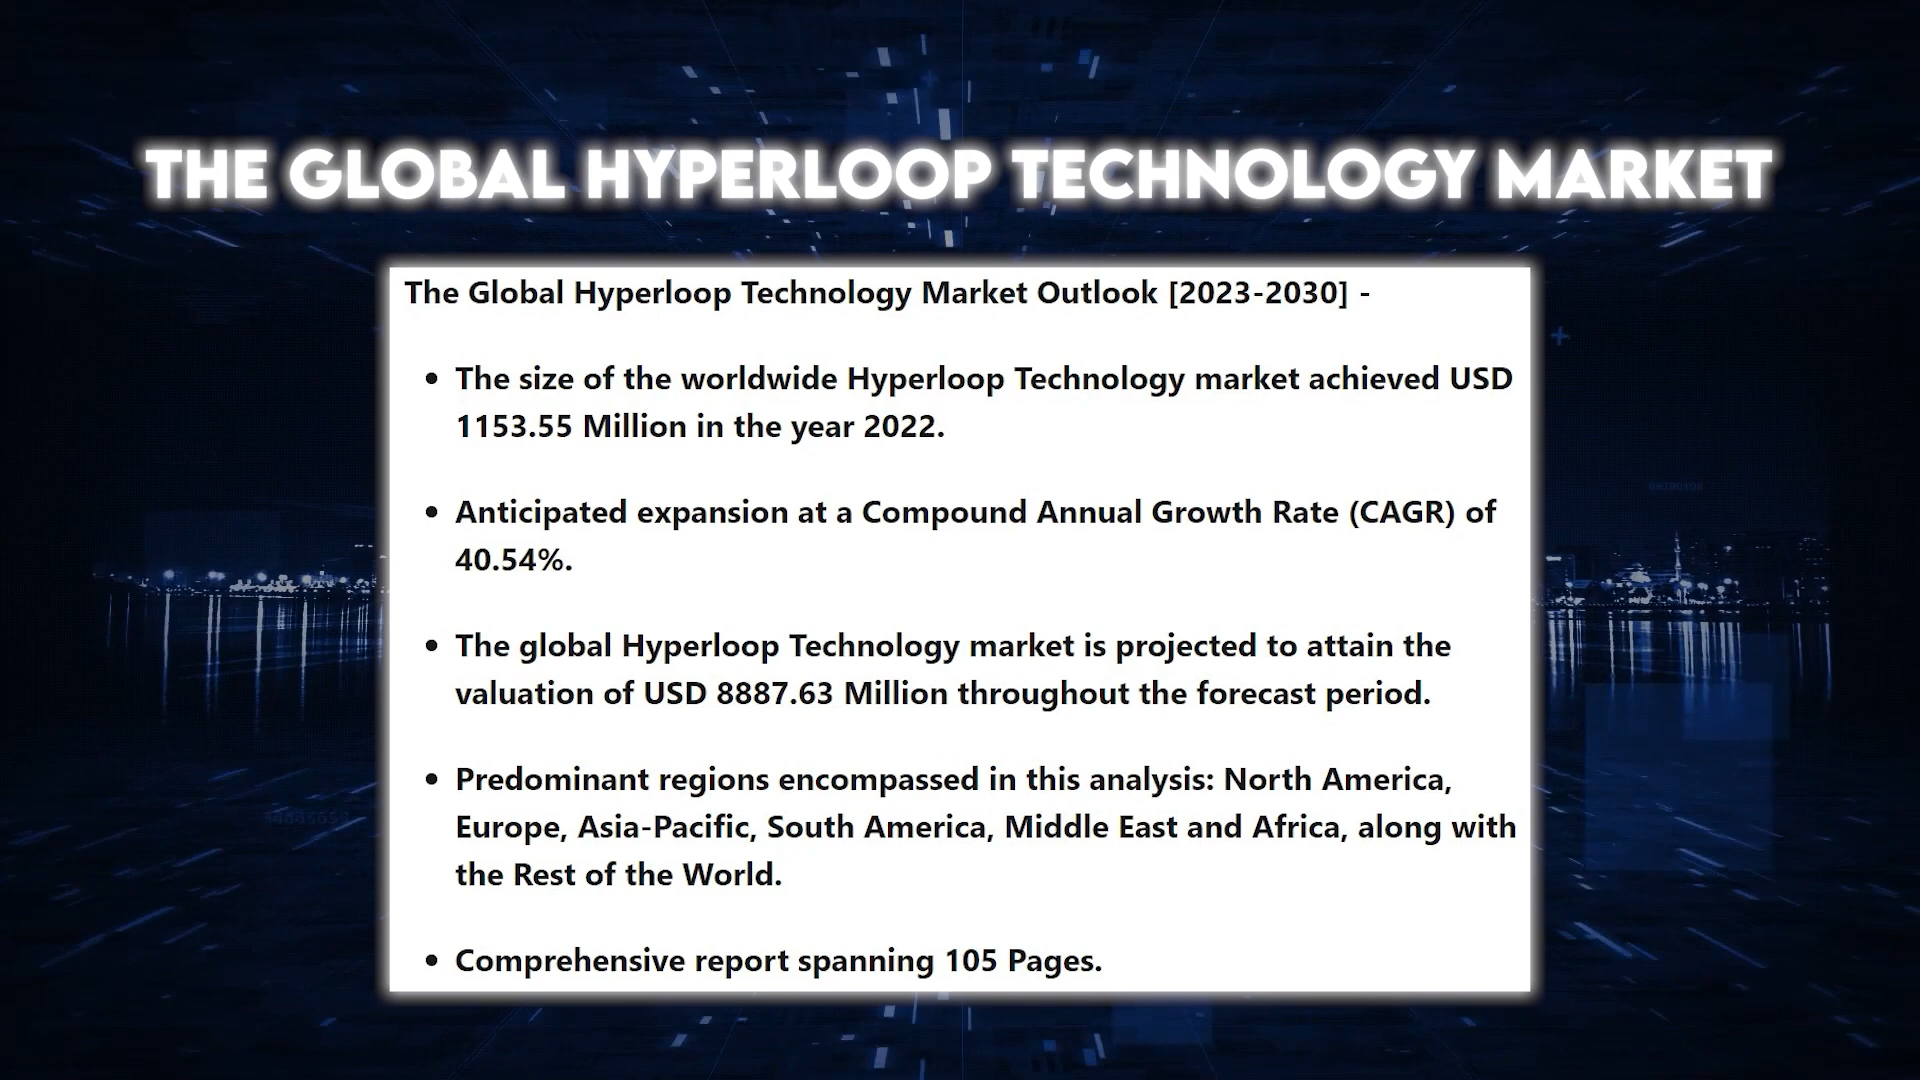 THE GLOBAL HYPERLOOP TECHNOLOGY MARKET
The Global Hyperloop Technology Market Outlook [2023-2030] -
• The size of the worldwide Hyperloop Technology market achieved USD
1153.55 Million in the year 2022.
• Anticipated expansion at a Compound Annual Growth Rate (CAGR) of
40.54%.
• The global Hyperloop Technology market is projected to attain the
valuation of USD 8887.63 Million throughout the forecast period.
• Predominant regions encompassed in this analysis: North America,
Europe, Asia-Pacific, South America, Middle East and Africa, along with
the Rest of the World.
• Comprehensive report spanning 105 Pages.